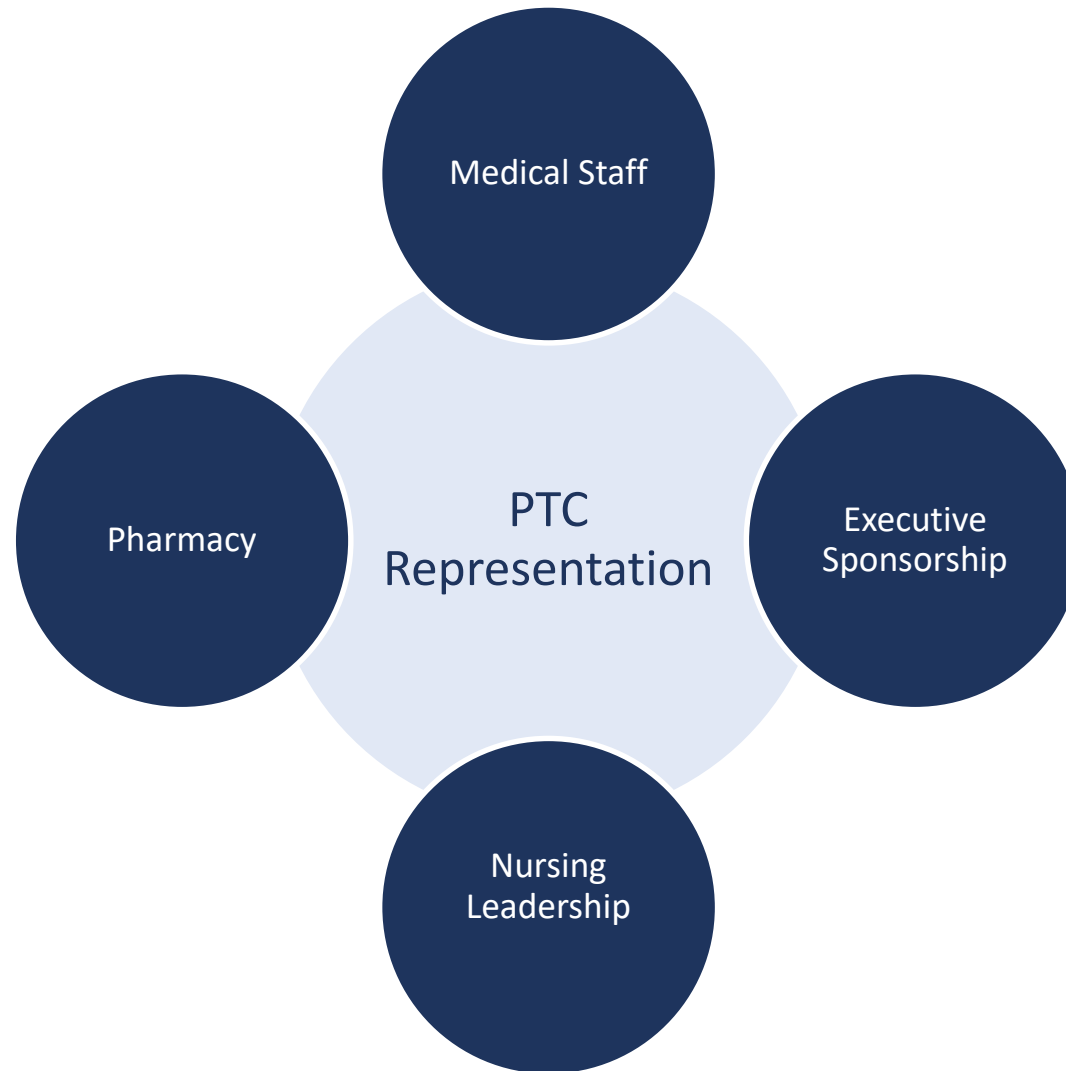 Medical Staff
PTC
Representation
Pharmacy
Executive
Sponsorship
Nursing
Leadership